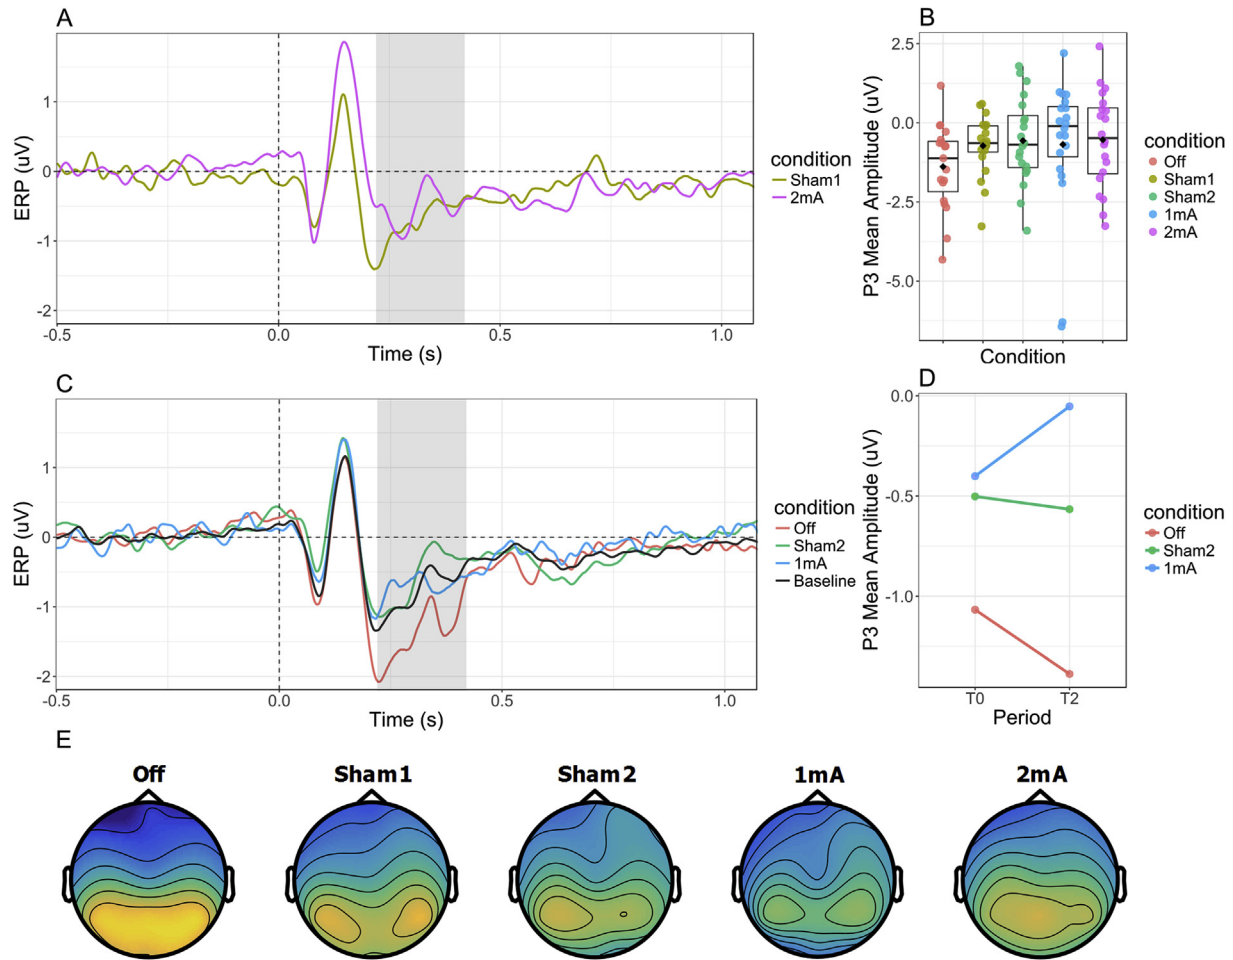 A
ERP (uV)
1
0
-1
-2
-0.5
0.0
0.5
1.0
Time (s)
condition
Sham1
2mA
B
P3 Mean Amplitude (uV)
2.5
0.0
-2.5
-5.0
Condition
condition
Off
Sham1
Sham2
1mA
2mA
C
ERP (uV)
1
0
-1
-2
-0.5
0.0
0.5
1.0
Time (s)
condition
Off
Sham2
1mA
Baseline
D
P3 Mean Amplitude (uV)
0.0
-0.5
-1.0
T0
T2
Period
condition
Off
Sham2
1mA
E
Off
Sham1
Sham2
1mA
2mA